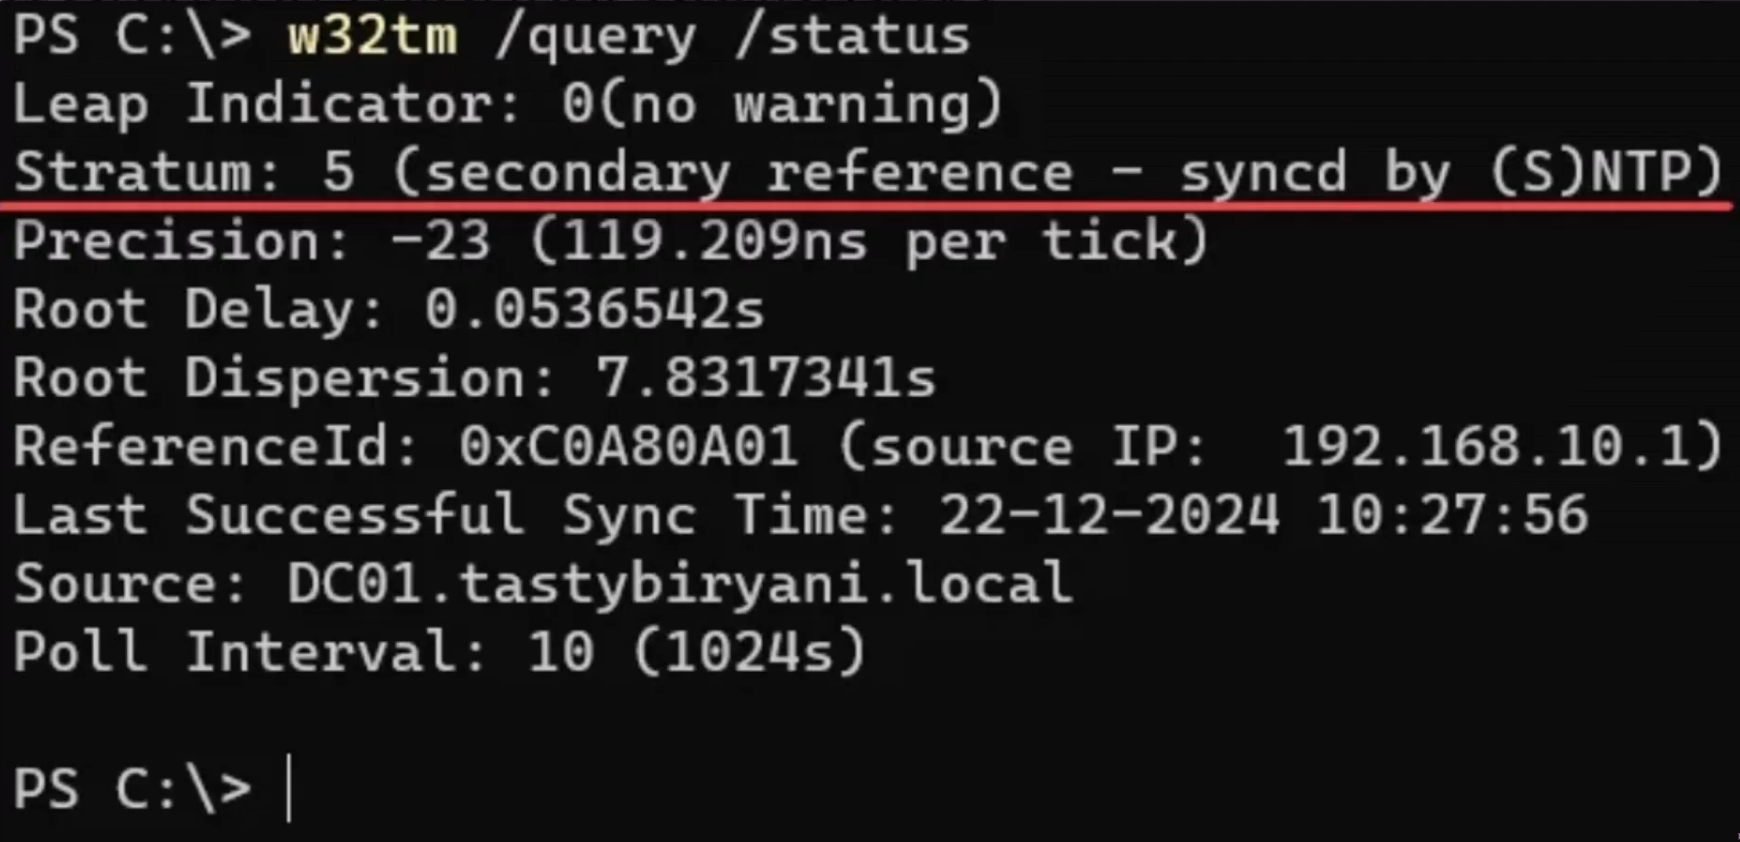 PS C:\> w32tm /query /status
Leap Indicator: 0(no warning)
Stratum: 5 (secondary reference - syncd by (S)NTP)
Precision: -23 (119.209ns per tick)
Root Delay: 0.0536542s
Root Dispersion: 7.8317341s
ReferenceId: 0xC0A80A01 (source IP:  192.168.10.1)
Last Successful Sync Time: 22-12-2024 10:27:56
Source: DC01.tastybiryani.local
Poll Interval: 10 (1024s)
PS C:\>